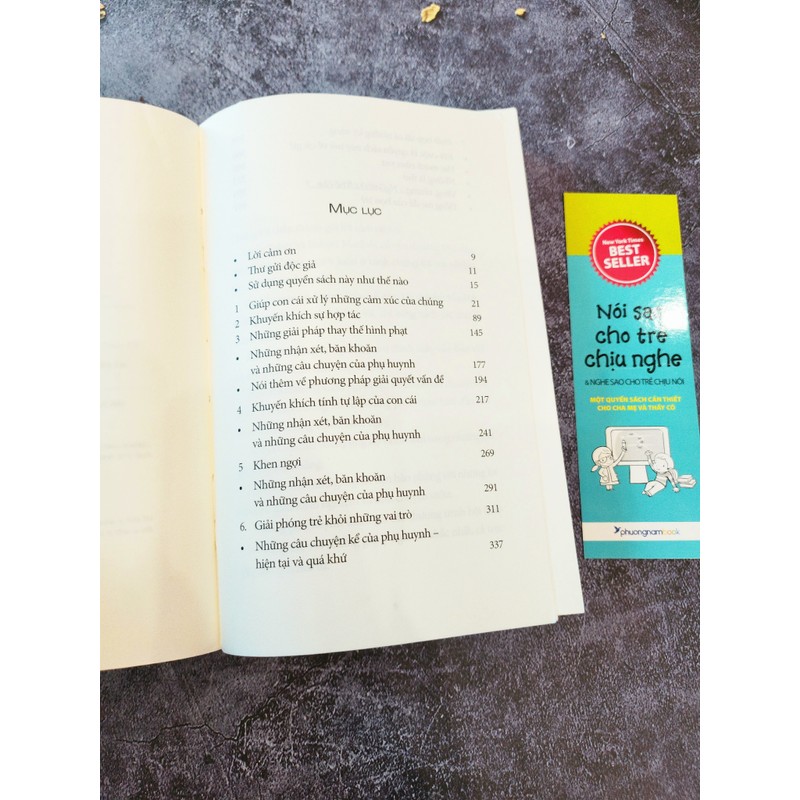 MỤC LỤC
• Lời cảm ơn 9
• Thư gửi độc giả 11
• Sử dụng quyển sách này như thế nào 15
1 Giúp con cái xử lý những cảm xúc của chúng 21
2 Khuyến khích sự hợp tác 89
3 Những giải pháp thay thế hình phạt 145
• Những nhận xét, băn khoăn
và những câu chuyện của phụ huynh 177
• Nói thêm về phương pháp giải quyết vấn đề 194
4 Khuyến khích tính tự lập của con cái 217
• Những nhận xét, băn khoăn
và những câu chuyện của phụ huynh 241
5 Khen ngợi 269
• Những nhận xét, băn khoăn
và những câu chuyện của phụ huynh 291
6. Giải phóng trẻ khỏi những vai trò 311
• Những câu chuyện kể của phụ huynh –
hiện tại và quá khứ 337
New York Times
BEST
SELLER
Nói sao
cho trẻ
chịu nghe
& NGHE SAO CHO TRẺ CHỊU NÓI
MỘT QUYỂN SÁCH CẦN THIẾT
CHO CHA MẸ VÀ THẦY CÔ
phuongnambook